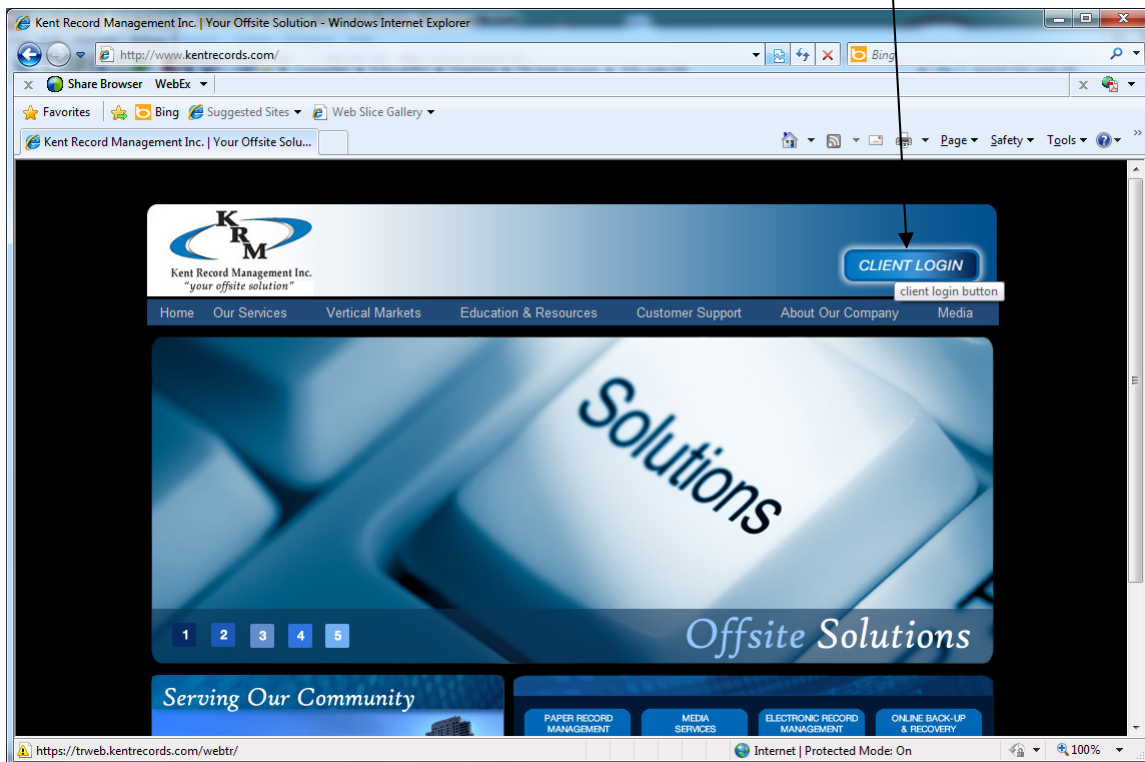 Kent Record Management Inc. | Your Offsite Solution - Windows Internet Explorer
http://www.kentrecords.com/
Bing
x Share Browser WebEx x
Favorites Bing Suggested Sites Web Slice Gallery
Kent Record Management Inc. | Your Offsite Solu...
Page Safety Tools
K
R
M
Kent Record Management Inc.
"your offsite solution"
CLIENT LOGIN
client login button
Home Our Services Vertical Markets Education & Resources Customer Support About Our Company Media
Solutions
1 2 3 4 5
Offsite Solutions
Serving Our Community
PAPER RECORD MANAGEMENT
MEDIA SERVICES
ELECTRONIC RECORD MANAGEMENT
ONLINE BACK-UP & RECOVERY
https://trweb.kentrecords.com/webtr/ Internet | Protected Mode: On 100%